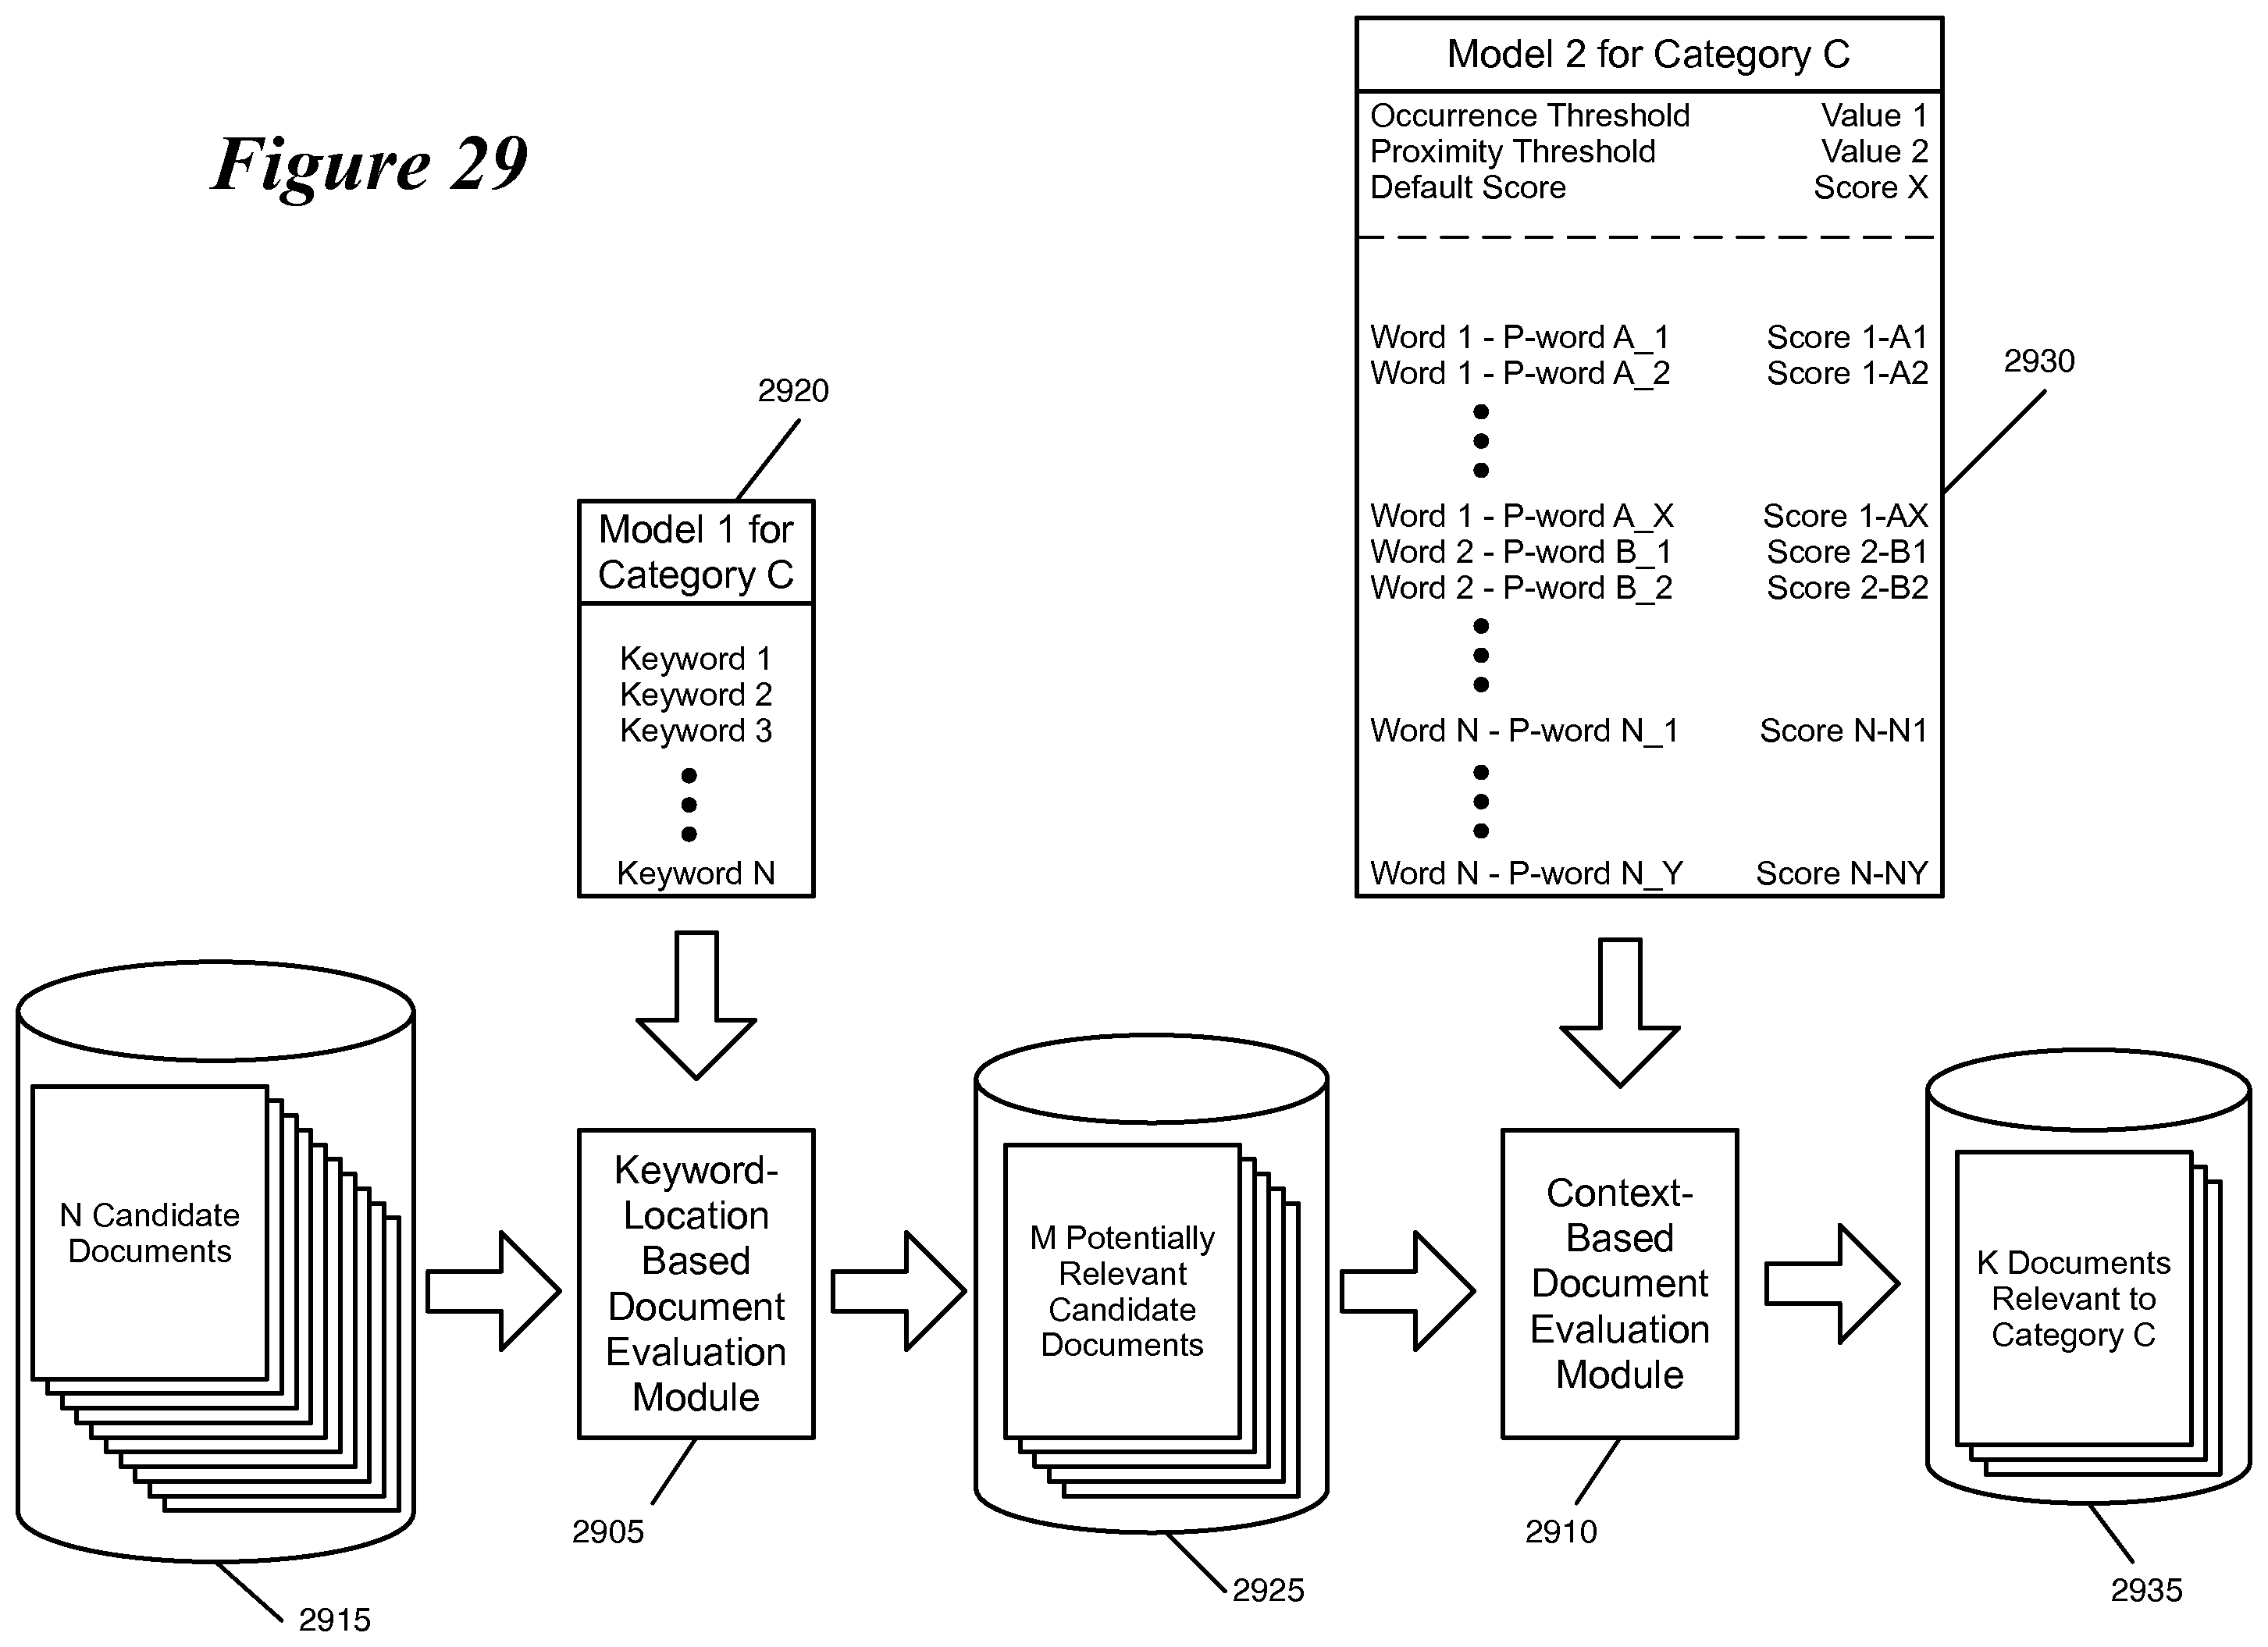 Figure 29
Model 2 for Category C
Occurrence Threshold Value 1
Proximity Threshold Value 2
Default Score Score X
Word 1 - P-word A_1 Score 1-A1
Word 1 - P-word A_2 Score 1-A2
Word 1 - P-word A_X Score 1-AX
Word 2 - P-word B_1 Score 2-B1
Word 2 - P-word B_2 Score 2-B2
Word N - P-word N_1 Score N-N1
Word N - P-word N_Y Score N-NY
2930
2920
Model 1 for
Category C
Keyword 1
Keyword 2
Keyword 3
Keyword N
N Candidate
Documents
2915
Keyword-
Location
Based
Document
Evaluation
Module
2905
M Potentially
Relevant
Candidate
Documents
2925
Context-
Based
Document
Evaluation
Module
2910
K Documents
Relevant to
Category C
2935